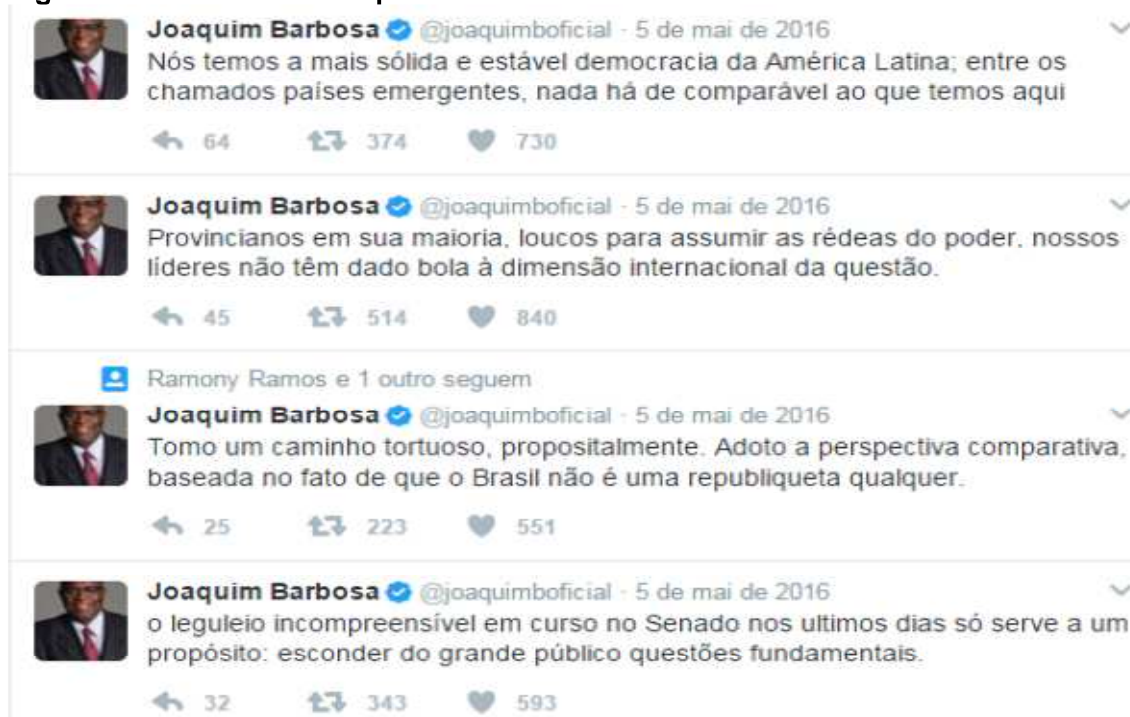 Joaquim Barbosa @joaquimboficial · 5 de mai de 2016
Nós temos a mais sólida e estável democracia da América Latina; entre os
chamados países emergentes, nada há de comparável ao que temos aqui
64 374 730
Joaquim Barbosa @joaquimboficial · 5 de mai de 2016
Provincianos em sua maioria, loucos para assumir as rédeas do poder, nossos
líderes não têm dado bola à dimensão internacional da questão.
45 514 840
Ramony Ramos e 1 outro seguem
Joaquim Barbosa @joaquimboficial · 5 de mai de 2016
Tomo um caminho tortuoso, propositalmente. Adoto a perspectiva comparativa,
baseada no fato de que o Brasil não é uma republiqueta qualquer.
25 223 551
Joaquim Barbosa @joaquimboficial · 5 de mai de 2016
o leguleio incompreensível em curso no Senado nos ultimos dias só serve a um
propósito: esconder do grande público questões fundamentais.
32 343 593